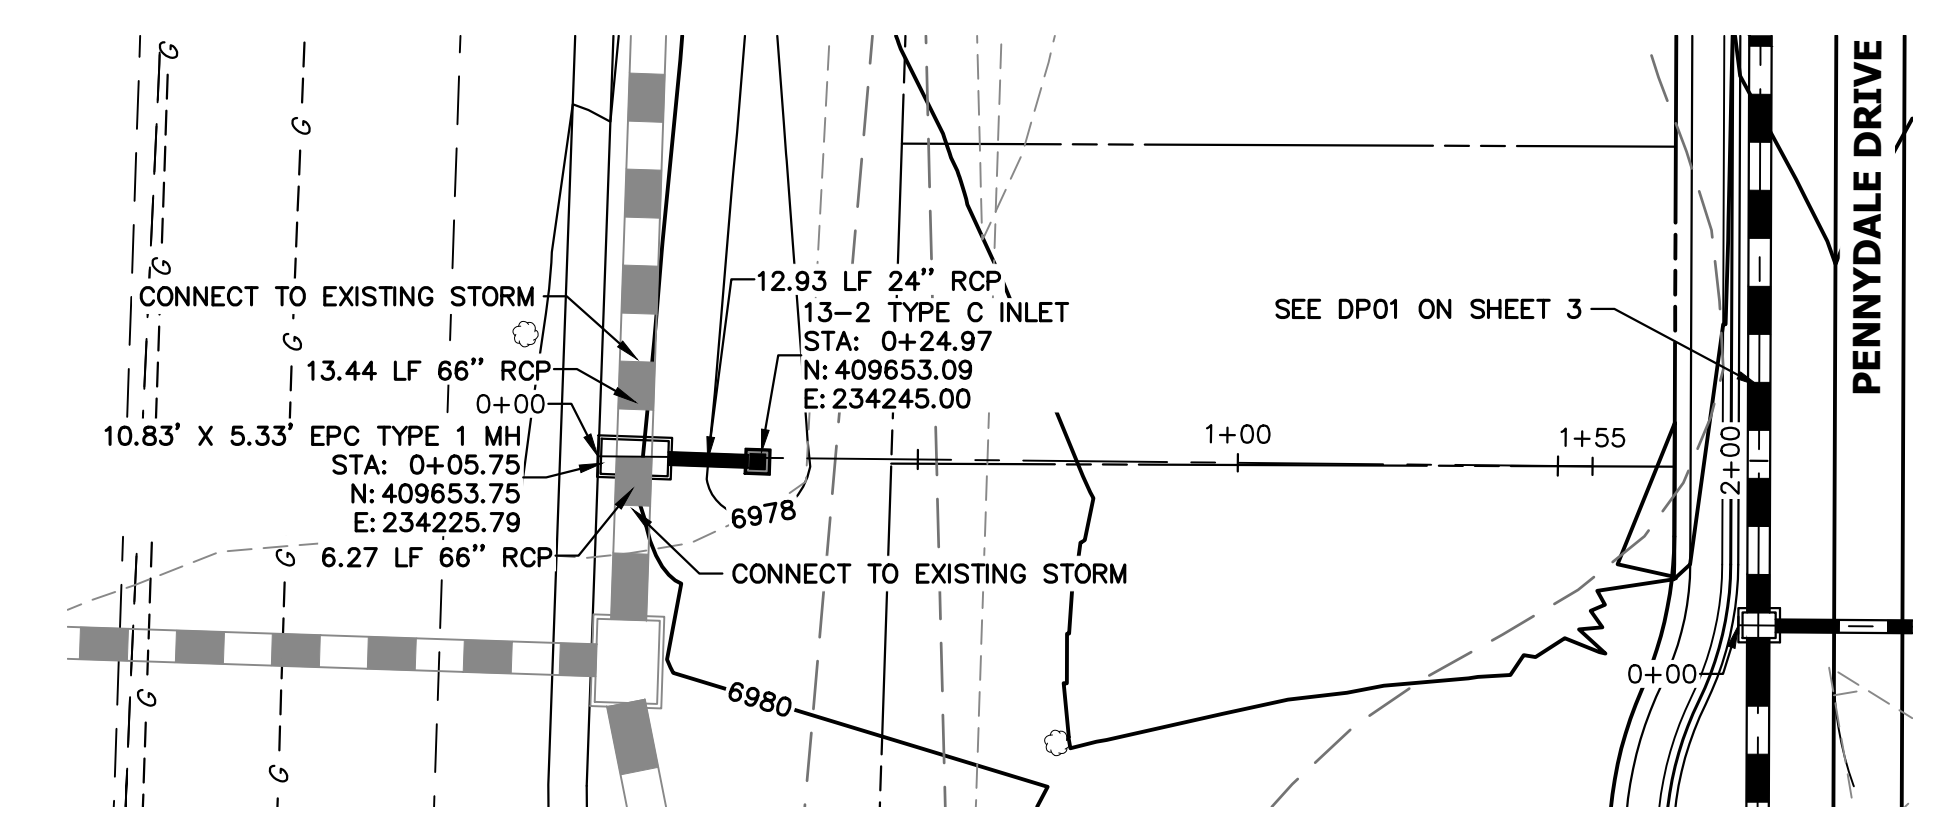 G
G
G
G
PENNYDALE DRIVE
CONNECT TO EXISTING STORM
12.93 LF 24” RCP
13-2 TYPE C INLET
STA: 0+24.97
N: 409653.09
E: 234245.00
SEE DP01 ON SHEET 3
13.44 LF 66” RCP
0+00
10.83' X 5.33' EPC TYPE 1 MH
STA: 0+05.75
N: 409653.75
E: 234225.79
6.27 LF 66” RCP
1+00
1+55
2+00
6978
G
CONNECT TO EXISTING STORM
0+00
G
6980
G